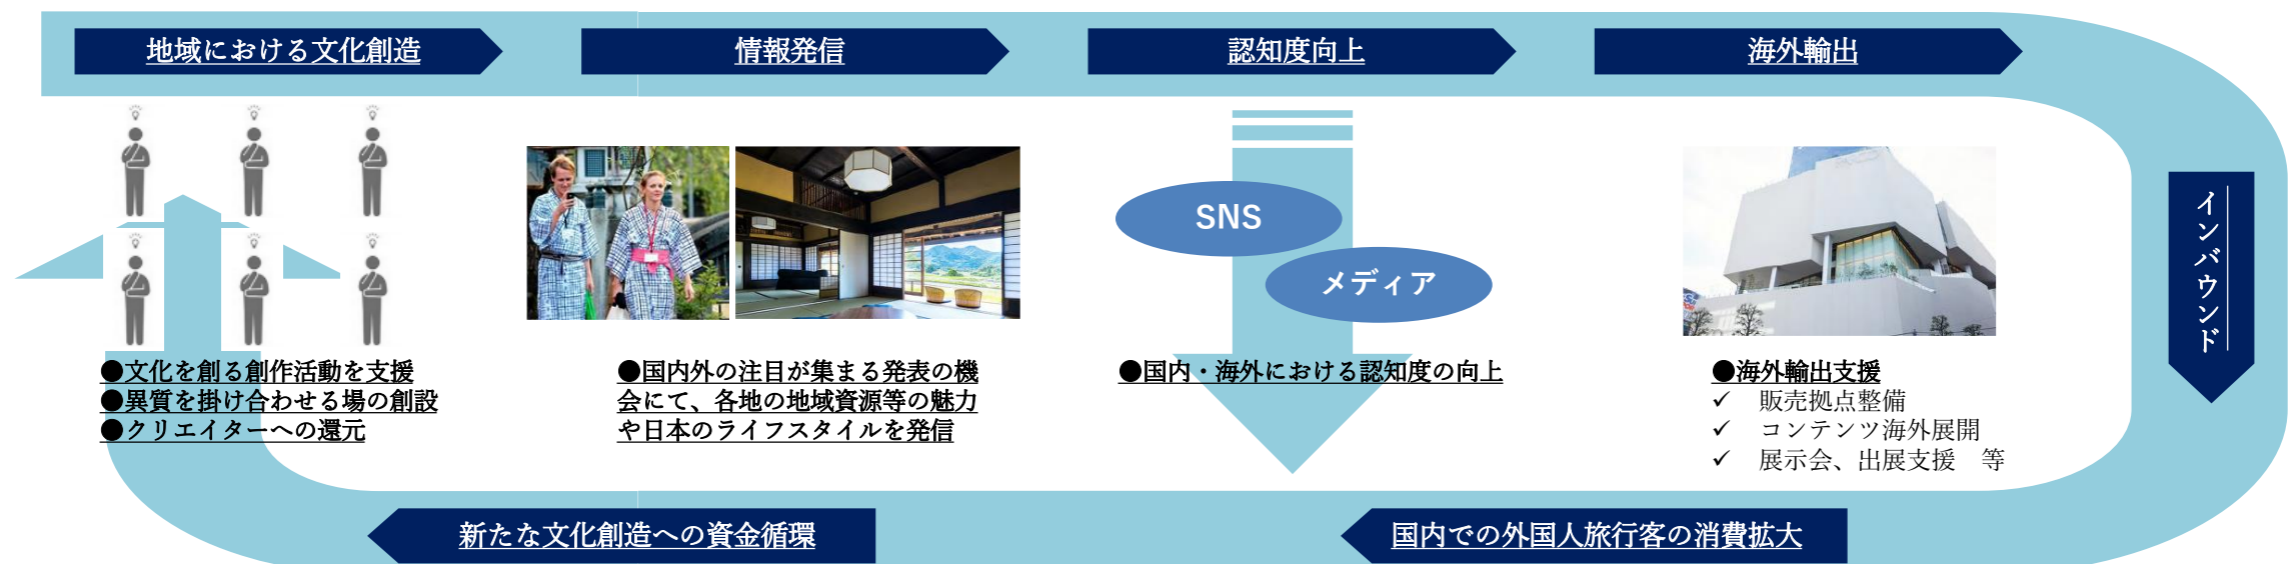 地域における文化創造
情報発信
認知度向上
海外輸出
インバウンド
SNS
メディア
●文化を創る創作活動を支援
●異質を掛け合わせる場の創設
●クリエイターへの還元
●国内外の注目が集まる発表の機
会にて、各地の地域資源等の魅力
や日本のライフスタイルを発信
●国内・海外における認知度の向上
●海外輸出支援
✓ 販売拠点整備
✓ コンテンツ海外展開
✓ 展示会、出展支援　等
新たな文化創造への資金循環
国内での外国人旅行客の消費拡大